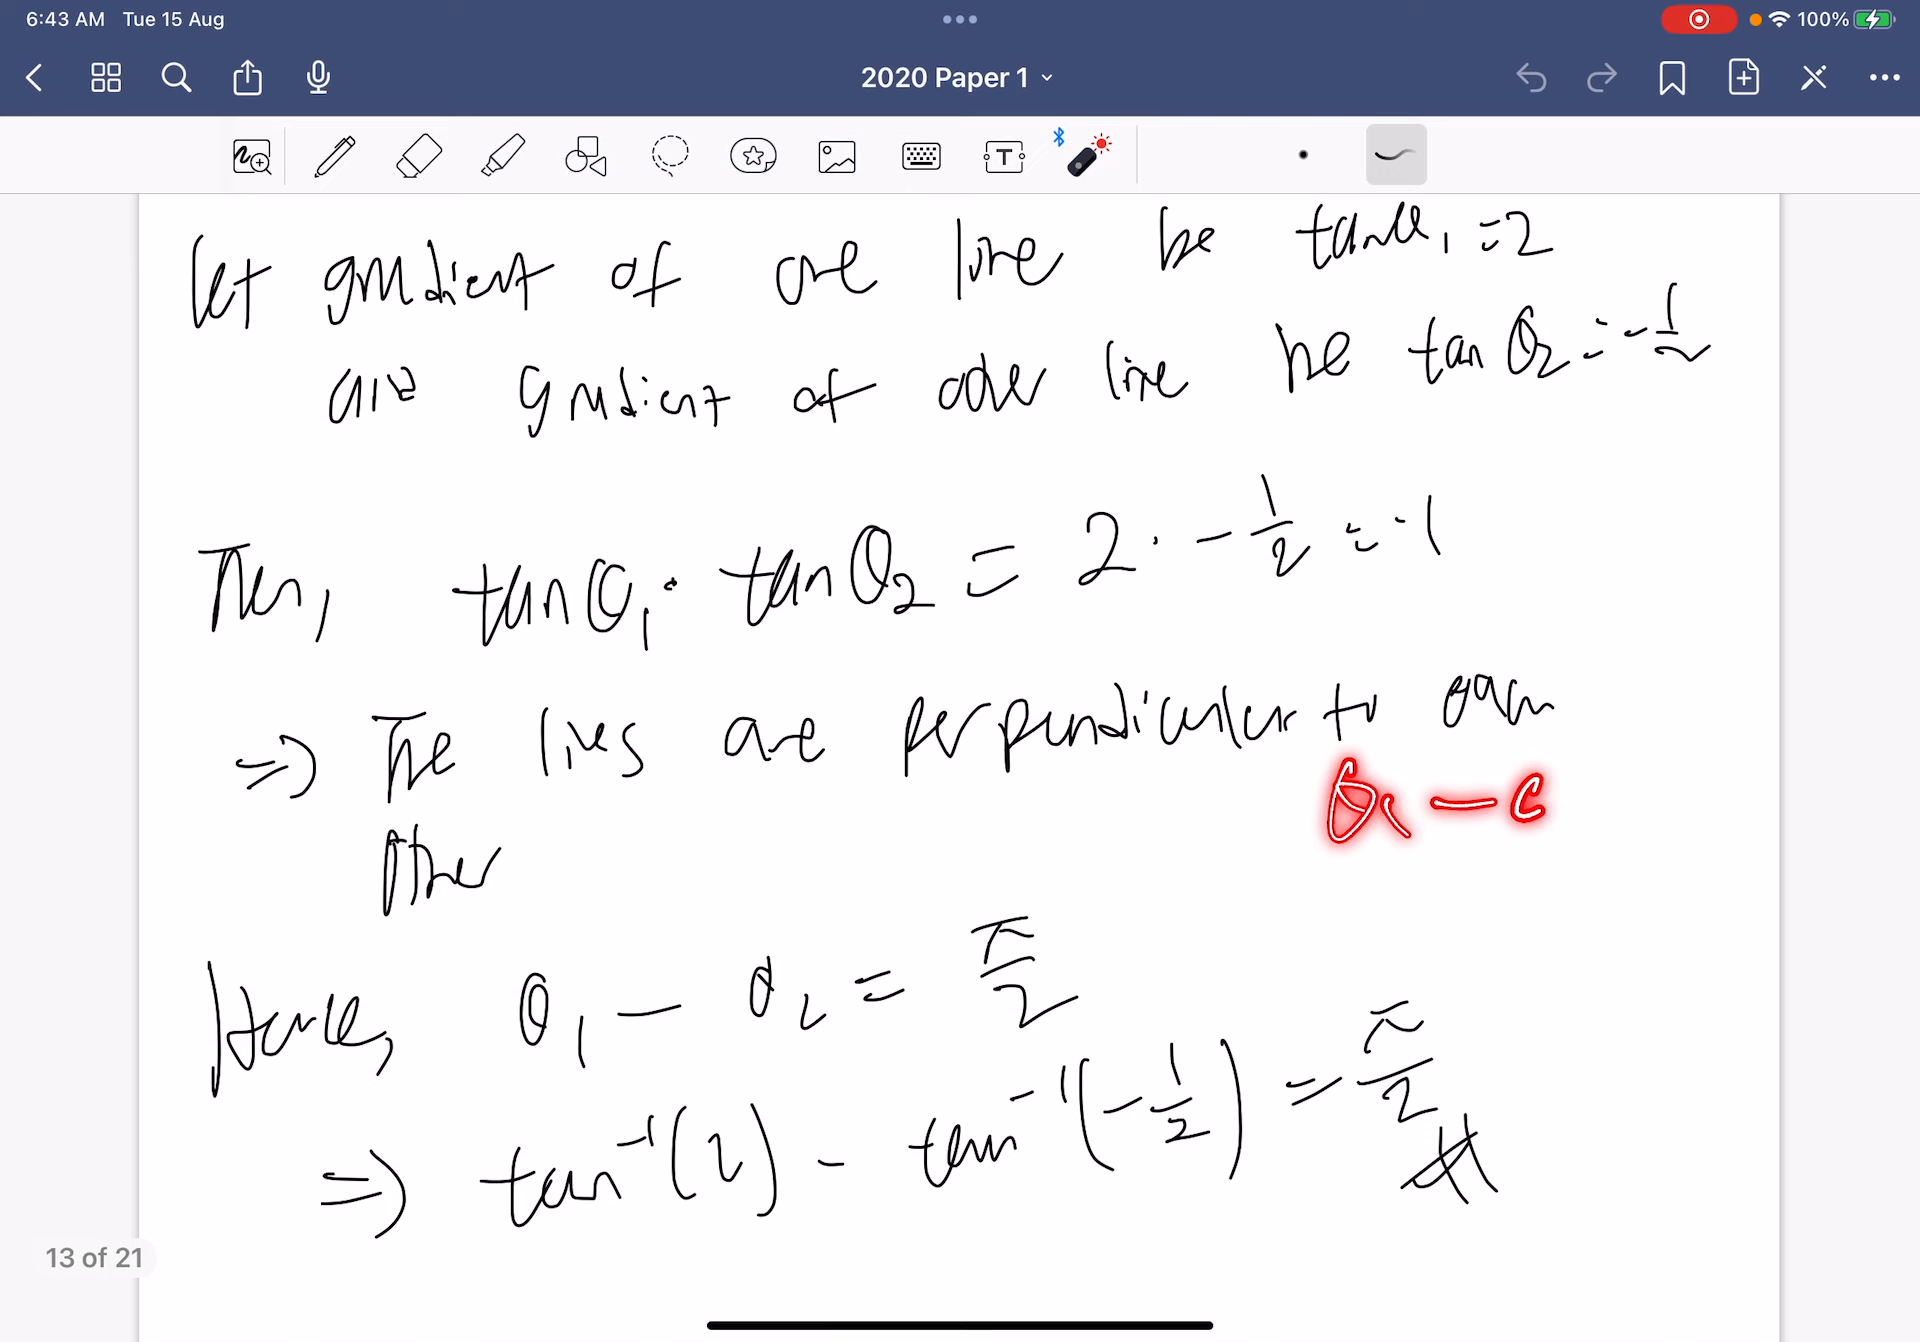 6:43 AM Tue 15 Aug
100%
2020 Paper 1
T
let gradient of one line be tanθ₁ = 2
and gradient of other line be tan θ₂ = -1/2
Then, tanθ₁ · tanθ₂ = 2 · -1/2 = -1
⇒ The lines are perpendicular to each
θ₁ —
other
Hence, θ₁ — θ₂ = π/2
⇒ tan⁻¹(2) - tan⁻¹(-1/2) = π/2 #
13 of 21